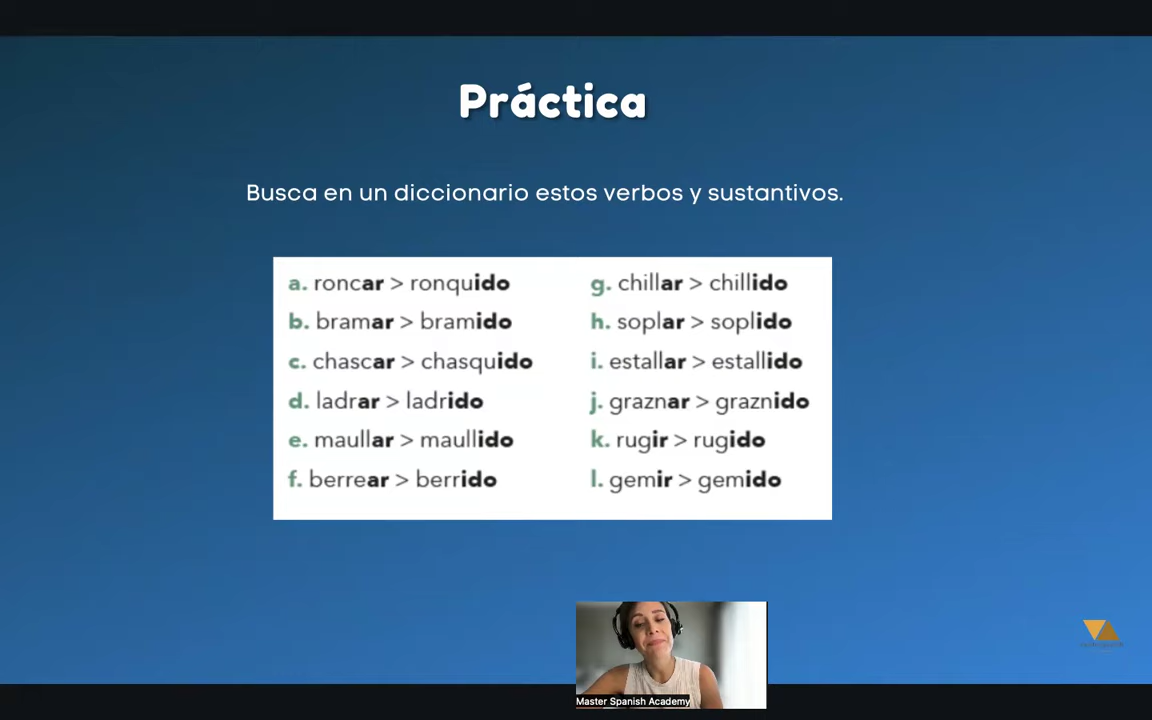 Práctica
Busca en un diccionario estos verbos y sustantivos.
a. roncar > ronquido
b. bramar > bramido
c. chascar > chasquido
d. ladrar > ladrido
e. maullar > maullido
f. berrear > berrido
g. chillar > chillido
h. soplar > soplido
i. estallar > estallido
j. graznar > graznido
k. rugir > rugido
l. gemir > gemido
Master Spanish Academy